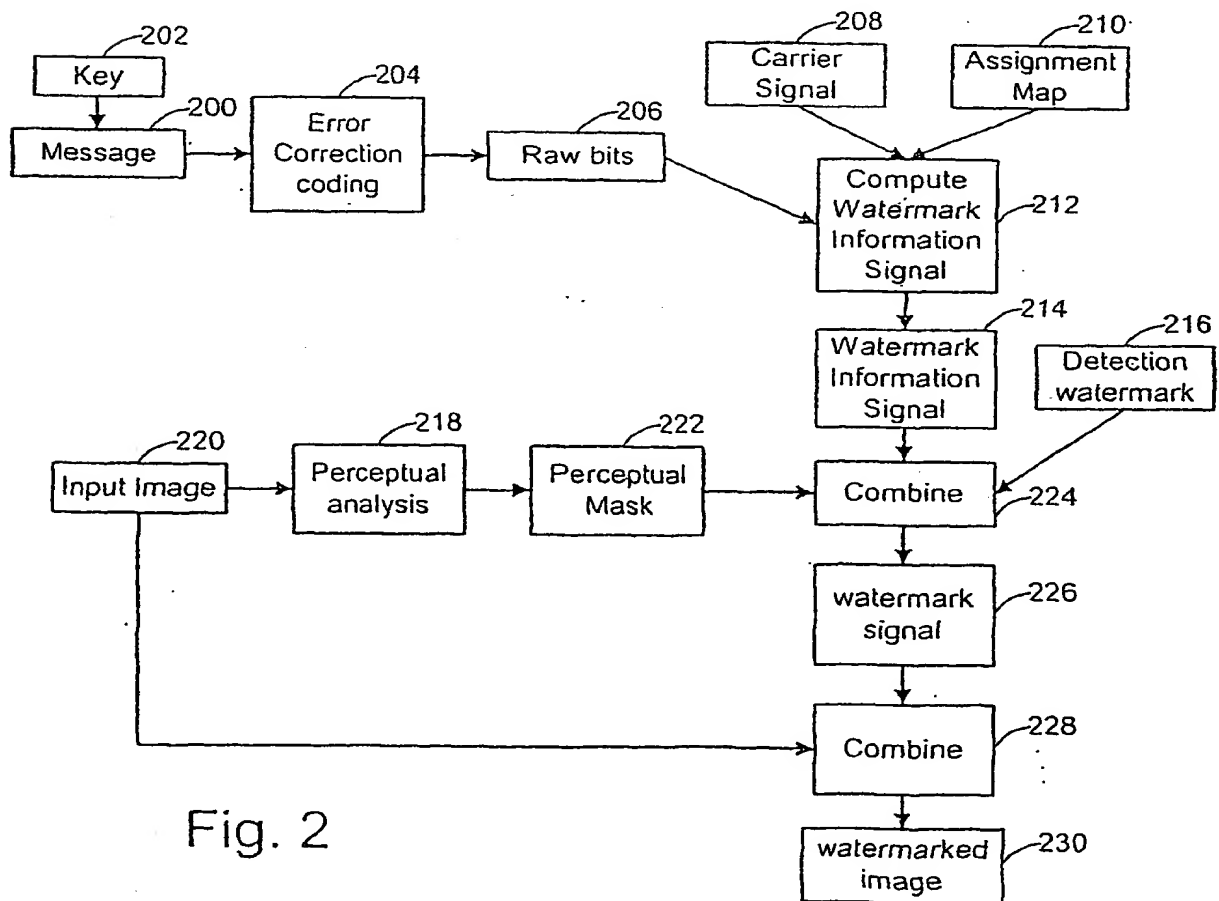 202
Key
200
Message
204
Error
Correction
coding
206
Raw bits
208
Carrier
Signal
210
Assignment
Map
Compute
Watermark
Information
Signal
212
214
Watermark
Information
Signal
216
Detection
watermark
220
Input Image
218
Perceptual
analysis
222
Perceptual
Mask
Combine
224
watermark
signal
226
Combine
228
watermarked
image
230
Fig. 2